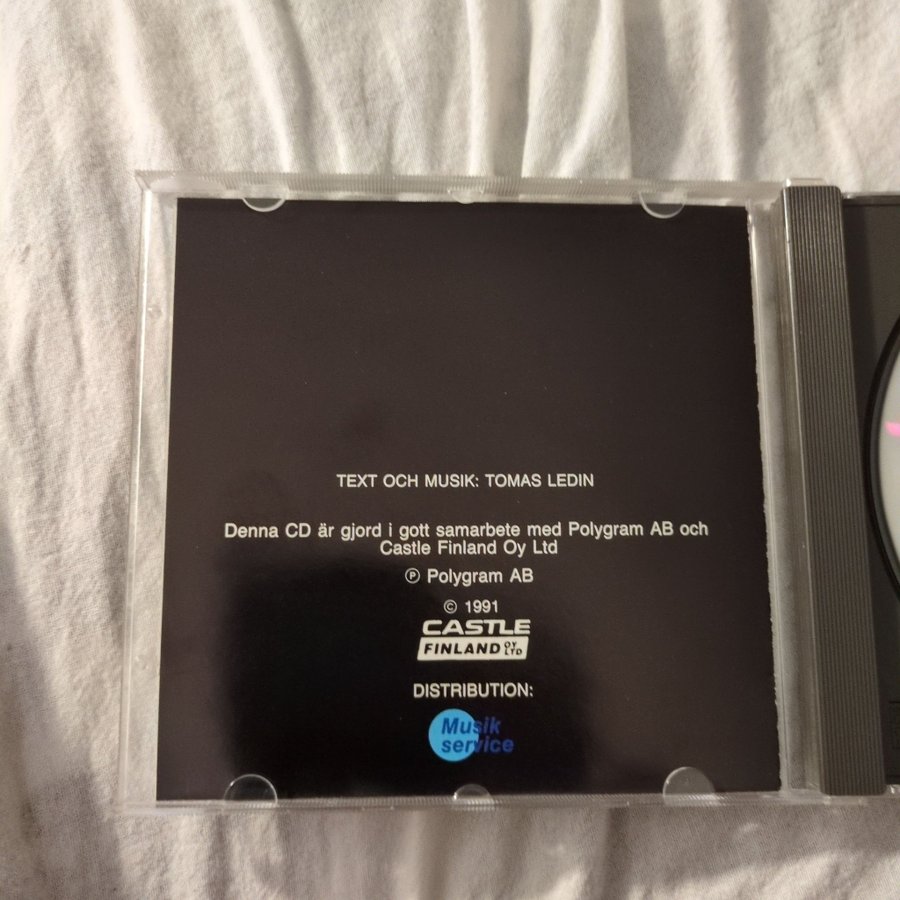 TEXT OCH MUSIK: TOMAS LEDIN
Denna CD är gjord i gott samarbete med Polygram AB och
Castle Finland Oy Ltd
Ⓟ Polygram AB
© 1991
CASTLE
FINLAND OY LTD
DISTRIBUTION:
Musik
service